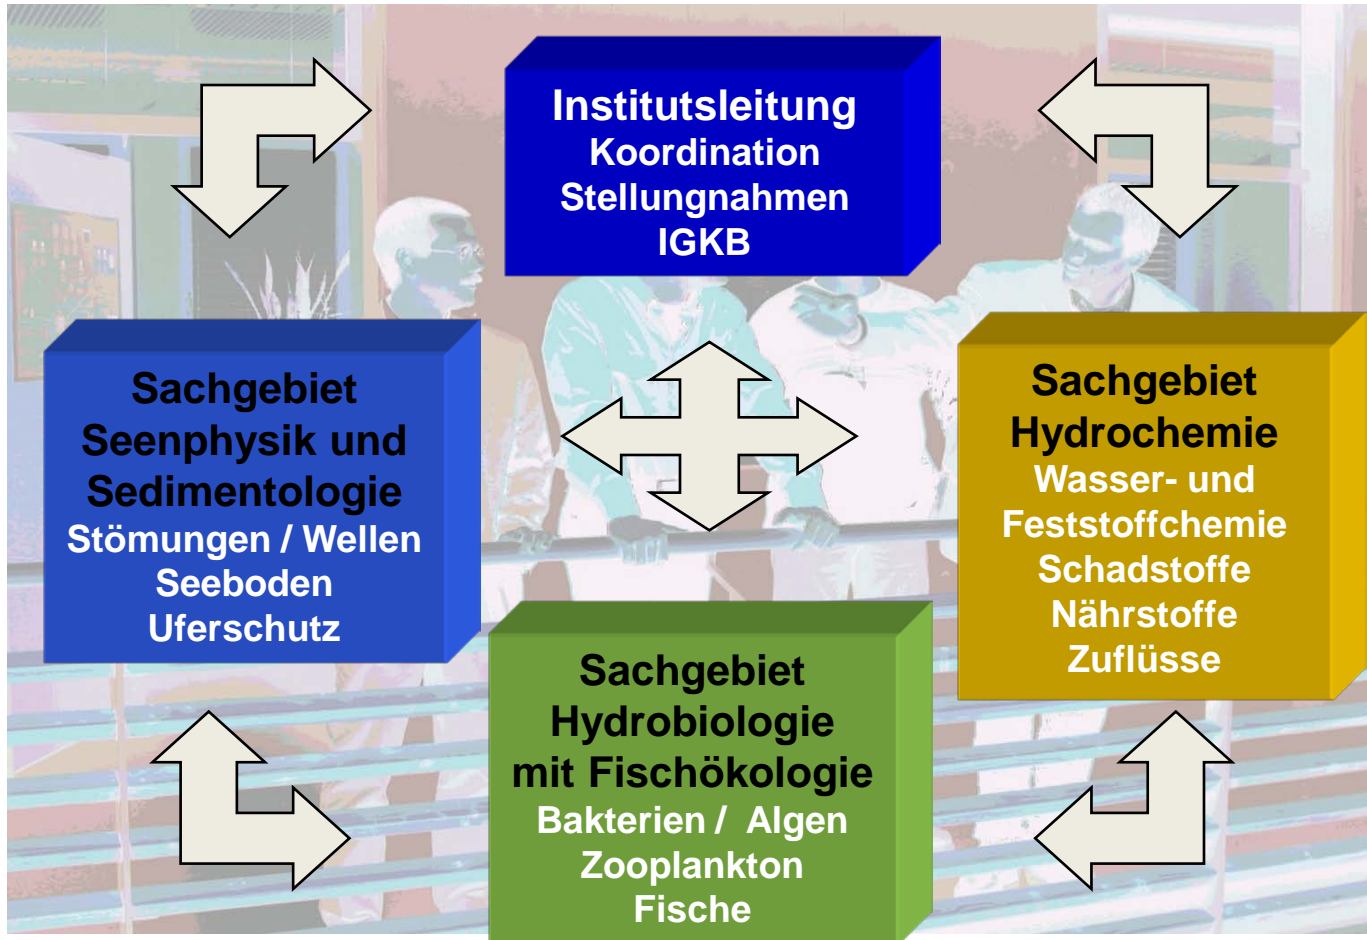 Institutsleitung
Koordination
Stellungnahmen
IGKB
Sachgebiet
Seenphysik und
Sedimentologie
Stömungen / Wellen
Seeboden
Uferschutz
Sachgebiet
Hydrochemie
Wasser- und
Feststoffchemie
Schadstoffe
Nährstoffe
Zuflüsse
Sachgebiet
Hydrobiologie
mit Fischökologie
Bakterien / Algen
Zooplankton
Fische